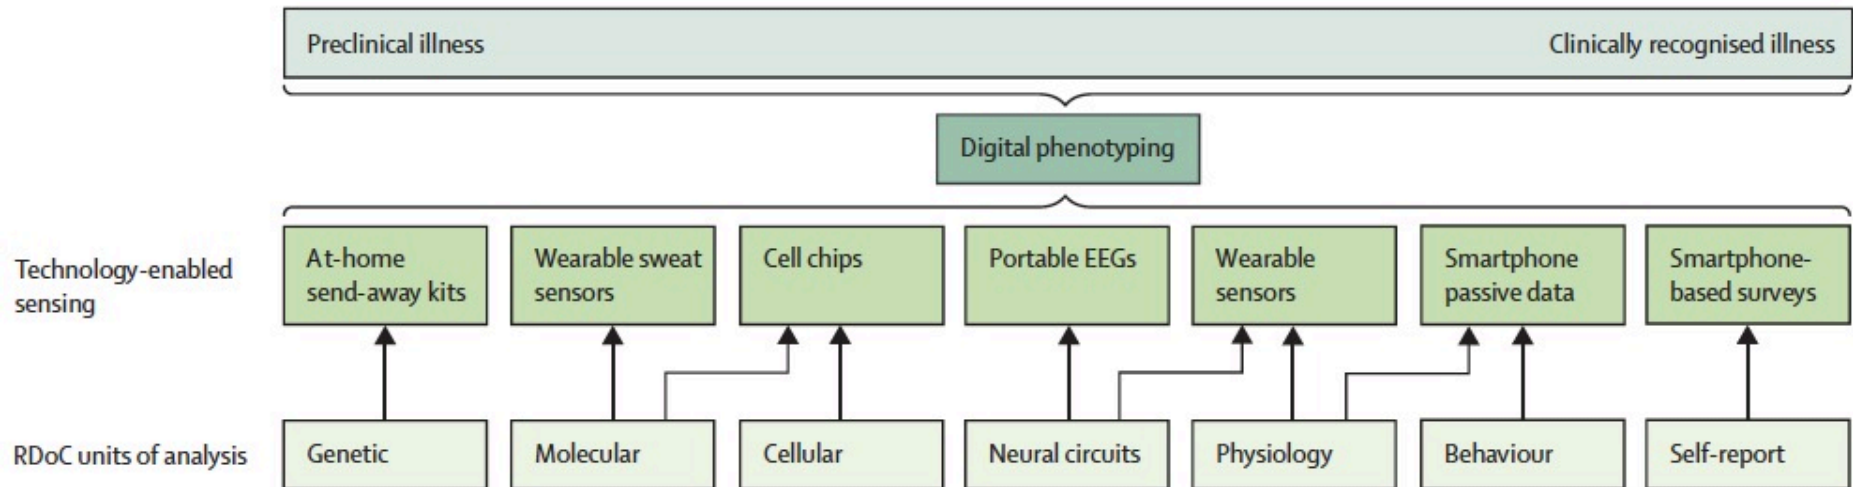 Preclinical illness
Clinically recognised illness
Digital phenotyping
Technology-enabled
sensing
At-home
send-away kits
Wearable sweat
sensors
Cell chips
Portable EEGs
Wearable
sensors
Smartphone
passive data
Smartphone-
based surveys
RDoC units of analysis
Genetic
Molecular
Cellular
Neural circuits
Physiology
Behaviour
Self-report